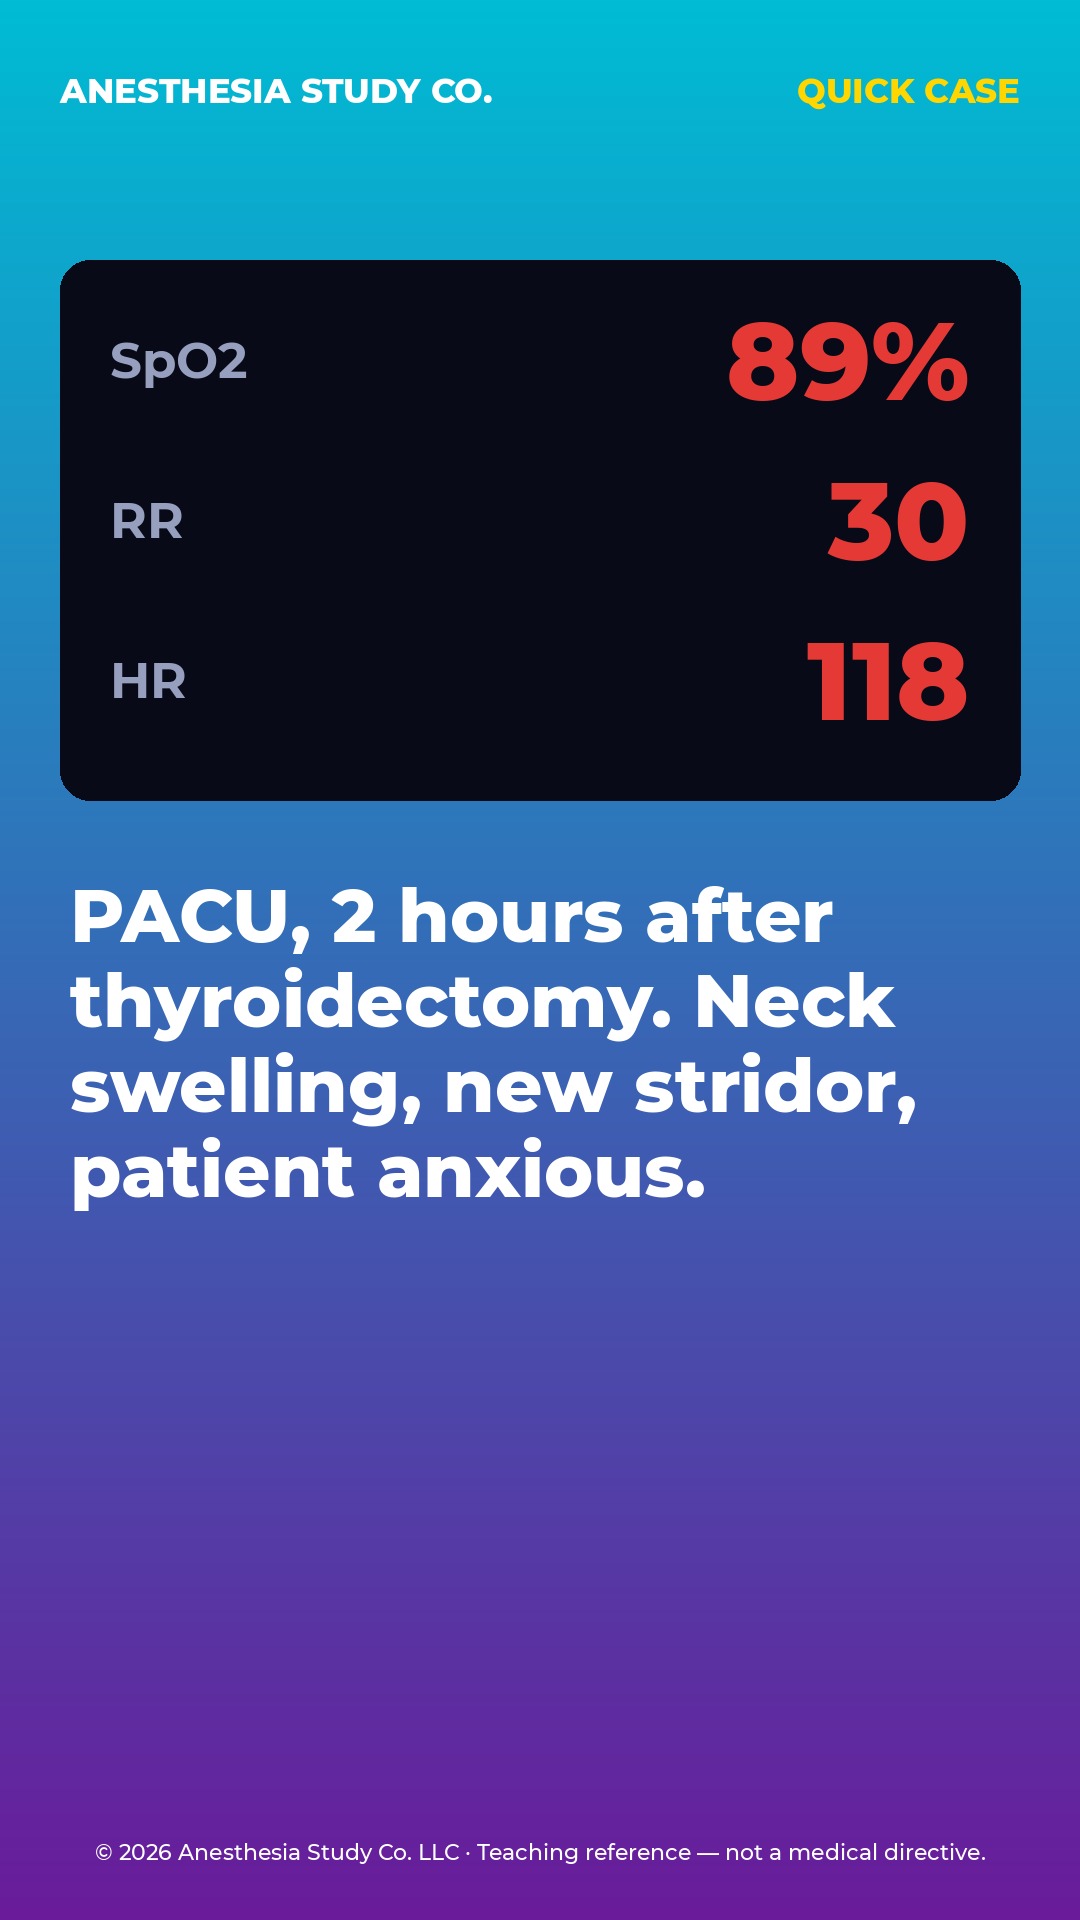 ANESTHESIA STUDY CO.
QUICK CASE
SpO2 89%
RR 30
HR 118
PACU, 2 hours after
thyroidectomy. Neck
swelling, new stridor,
patient anxious.
© 2026 Anesthesia Study Co. LLC · Teaching reference — not a medical directive.